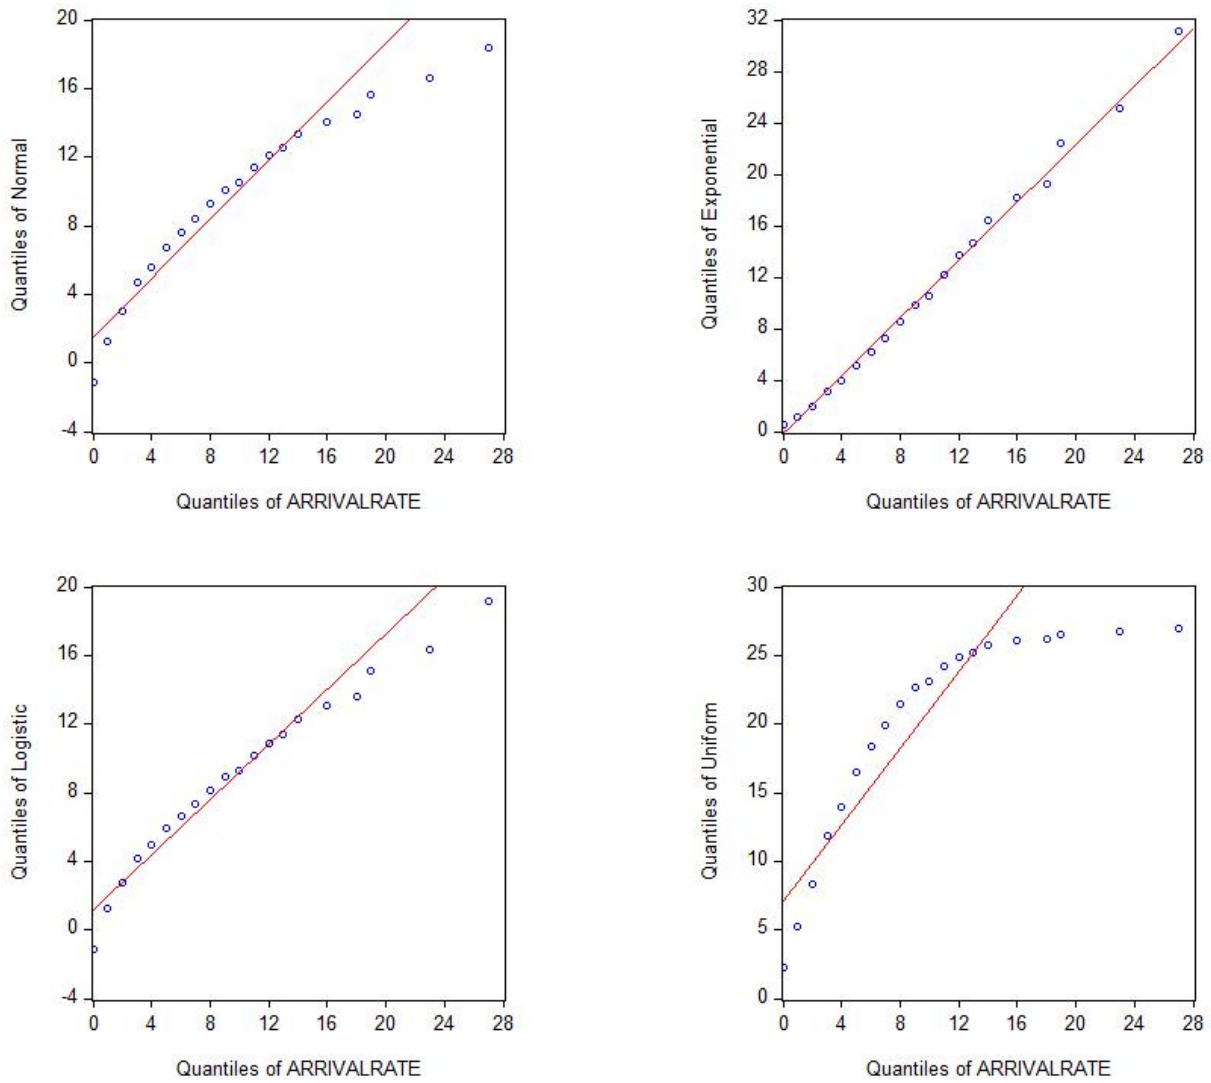 20
16
12
8
4
0
-4
Quantiles of Normal
0 4 8 12 16 20 24 28
Quantiles of ARRIVALRATE
32
28
24
20
16
12
8
4
0
Quantiles of Exponential
0 4 8 12 16 20 24 28
Quantiles of ARRIVALRATE
20
16
12
8
4
0
-4
Quantiles of Logistic
0 4 8 12 16 20 24 28
Quantiles of ARRIVALRATE
30
25
20
15
10
5
0
Quantiles of Uniform
0 4 8 12 16 20 24 28
Quantiles of ARRIVALRATE